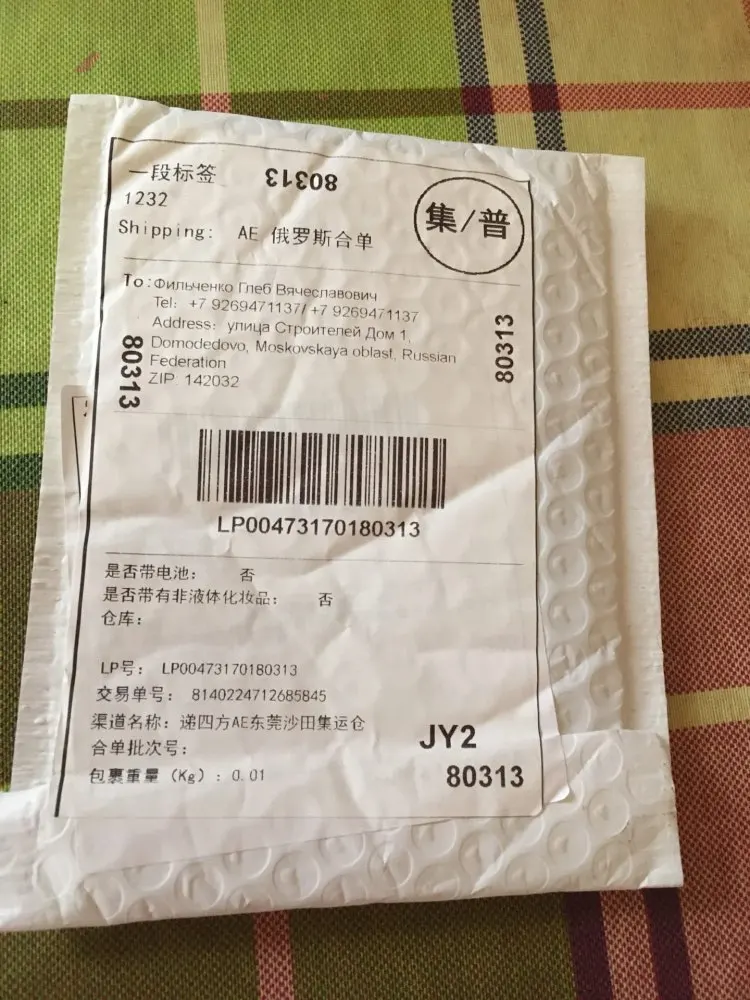 一段标签
80313
1232
集/普
Shipping: AE 俄罗斯合单
To:Фильченко Глеб Вячеславович
Tel: +7 9269471137/ +7 9269471137
Address: улица Строителей Дом 1,
Domodedovo, Moskovskaya oblast, Russian
Federation
ZIP: 142032
80313
80313
LP00473170180313
是否带电池: 否
是否带有非液体化妆品: 否
仓库:
LP号: LP00473170180313
交易单号: 8140224712685845
渠道名称: 递四方AE东莞沙田集运仓
合单批次号:
包裹重量 (Kg) : 0.01
JY2
80313